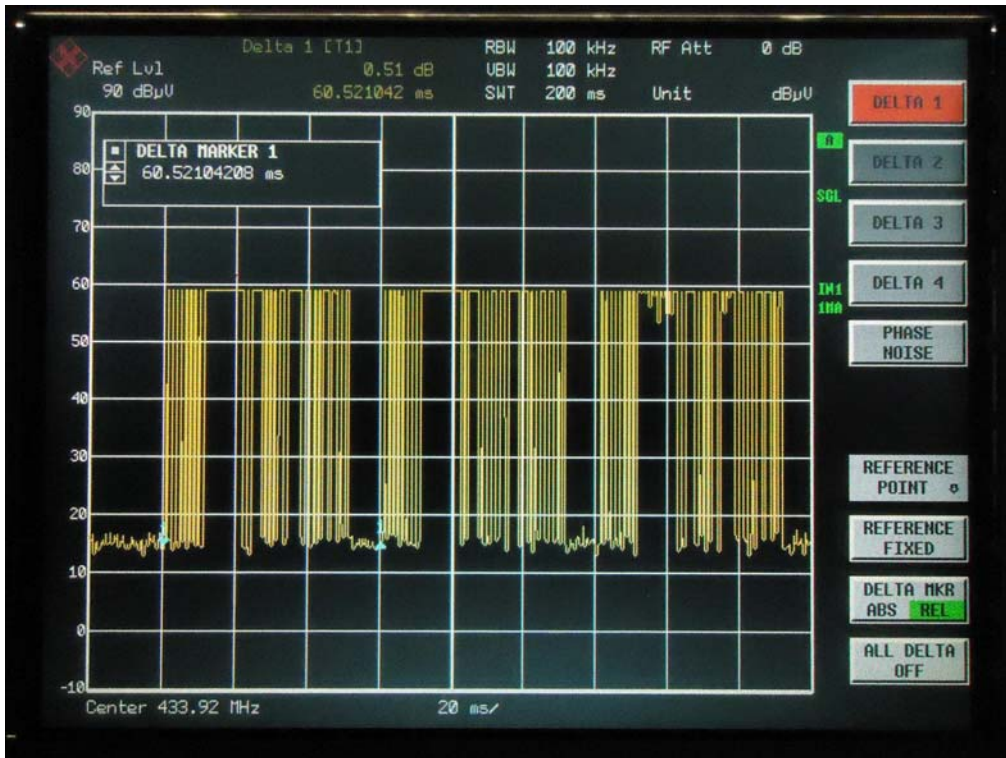 Delta 1 [T1] RBW 100 kHz RF Att 0 dB
Ref Lvl 0.51 dB VBW 100 kHz
90 dBµV 60.521042 ms SWT 200 ms Unit dBµV
90
DELTA MARKER 1
60.52104208 ms
80
70
60
50
40
30
20
10
0
-10
A
SGL
IN1
1MA
Center 433.92 MHz 20 ms/
DELTA 1
DELTA 2
DELTA 3
DELTA 4
PHASE
NOISE
REFERENCE
POINT
REFERENCE
FIXED
DELTA MKR
ABS REL
ALL DELTA
OFF